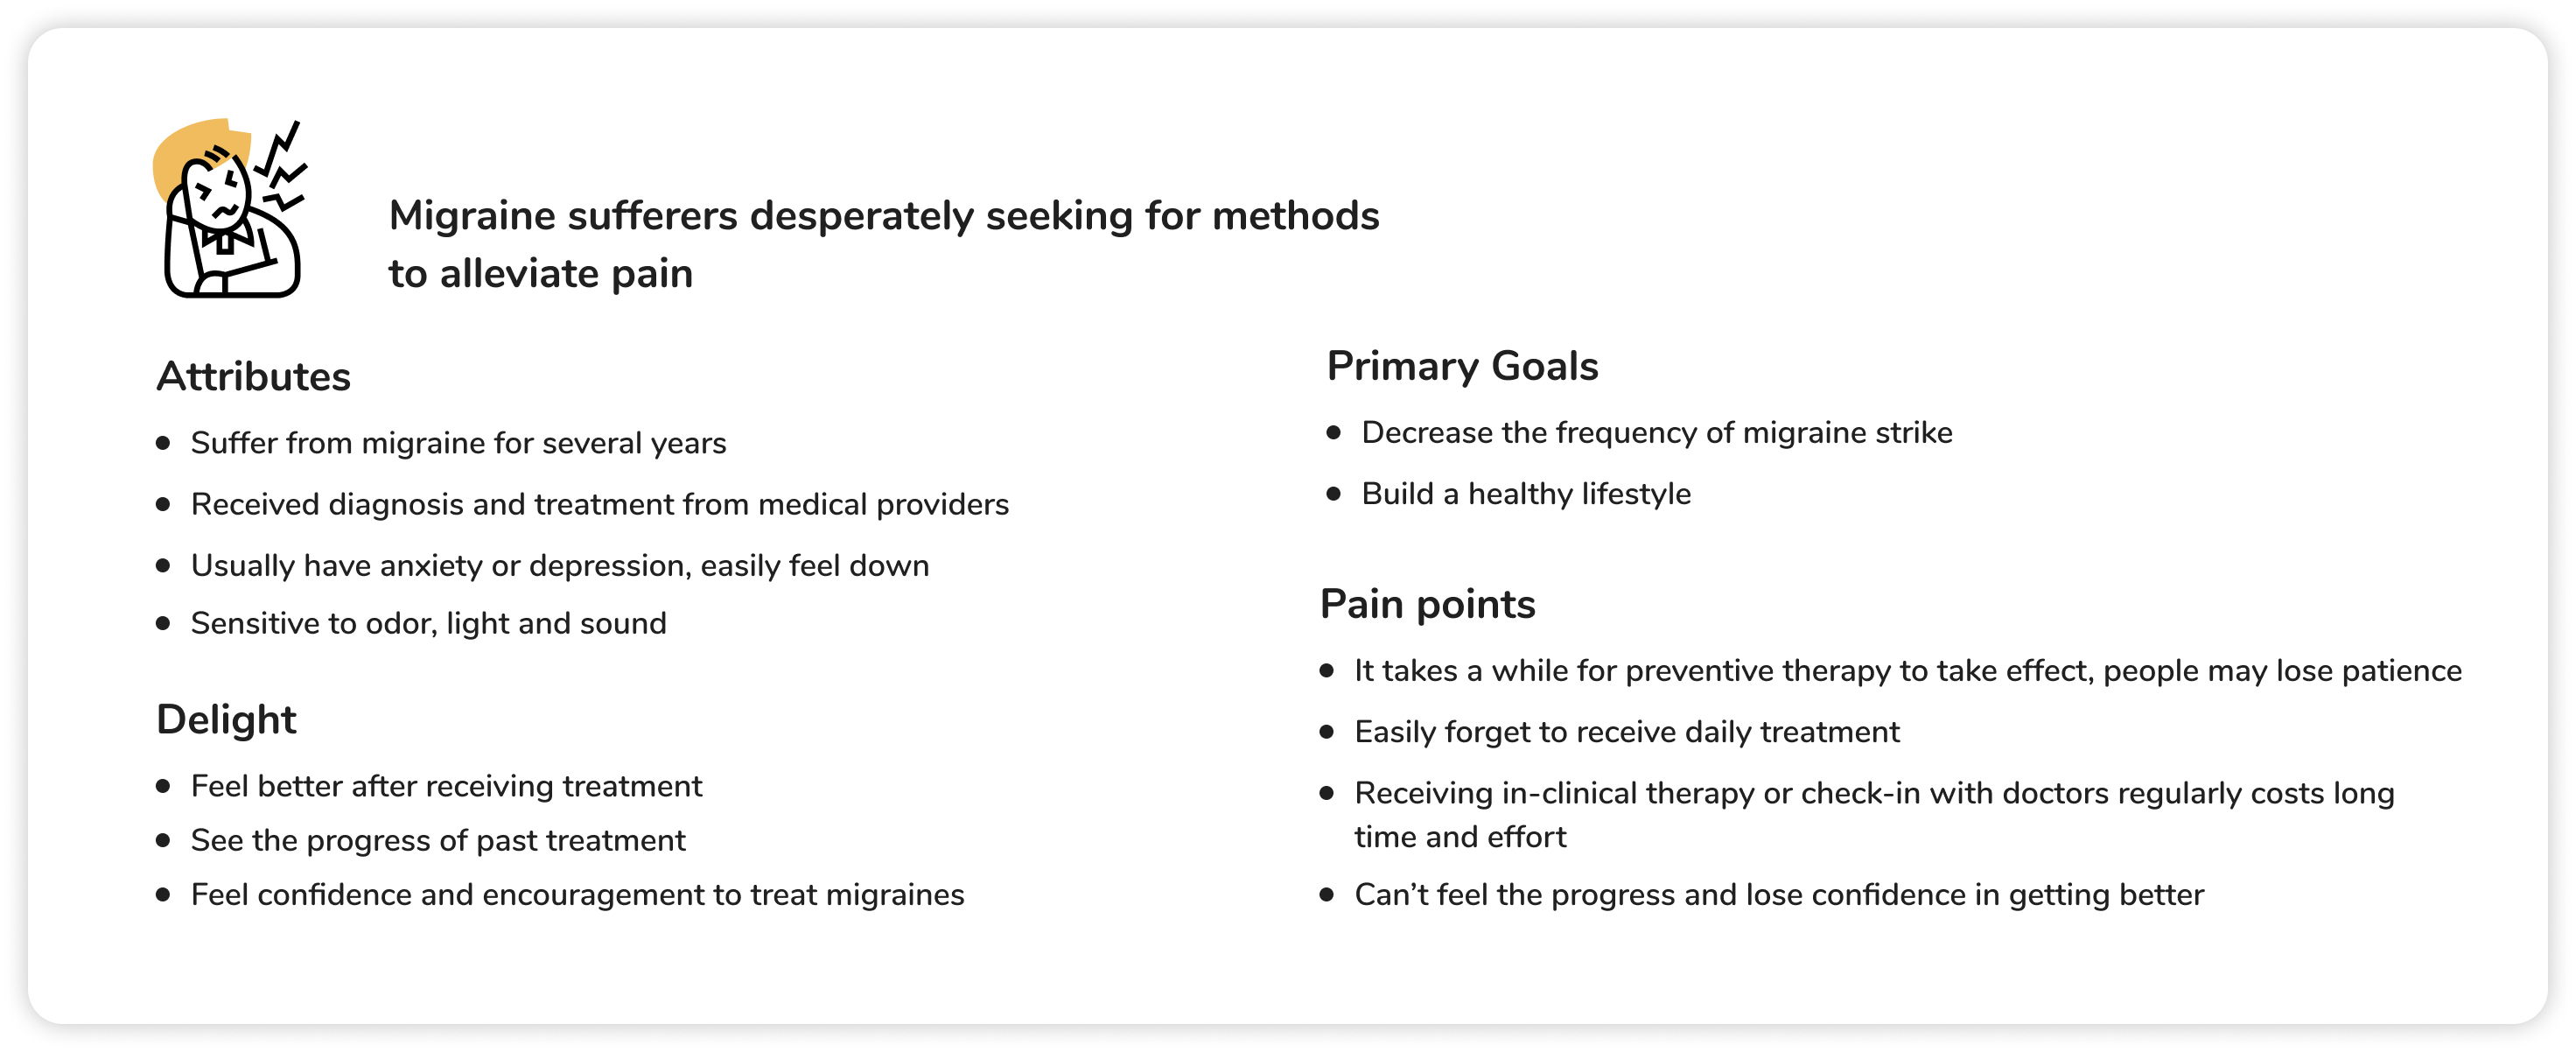 Migraine sufferers desperately seeking for methods
to alleviate pain
Attributes
Suffer from migraine for several years
Received diagnosis and treatment from medical providers
Usually have anxiety or depression, easily feel down
Sensitive to odor, light and sound
Delight
Feel better after receiving treatment
See the progress of past treatment
Feel confidence and encouragement to treat migraines
Primary Goals
Decrease the frequency of migraine strike
Build a healthy lifestyle
Pain points
It takes a while for preventive therapy to take effect, people may lose patience
Easily forget to receive daily treatment
Receiving in-clinical therapy or check-in with doctors regularly costs long
time and effort
Can’t feel the progress and lose confidence in getting better